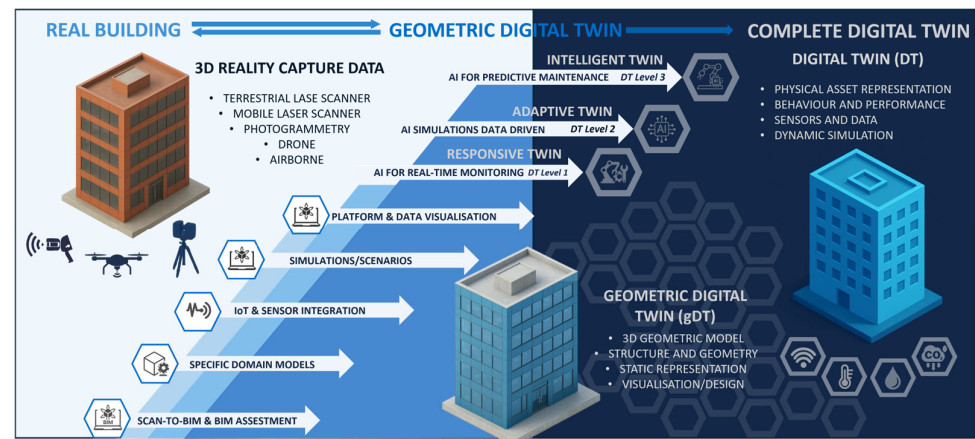 REAL BUILDING
GEOMETRIC DIGITAL TWIN
COMPLETE DIGITAL TWIN
3D REALITY CAPTURE DATA
• TERRESTRIAL LASE SCANNER
• MOBILE LASER SCANNER
• PHOTOGRAMMETRY
• DRONE
• AIRBORNE
INTELLIGENT TWIN
AI FOR PREDICTIVE MAINTENANCE DT Level 3
ADAPTIVE TWIN
AI SIMULATIONS DATA DRIVEN DT Level 2
AI
RESPONSIVE TWIN
AI FOR REAL-TIME MONITORING DT Level 1
PLATFORM & DATA VISUALISATION
SIMULATIONS/SCENARIOS
IoT & SENSOR INTEGRATION
SPECIFIC DOMAIN MODELS
BIM
SCAN-TO-BIM & BIM ASSESTMENT
DIGITAL TWIN (DT)
• PHYSICAL ASSET REPRESENTATION
• BEHAVIOUR AND PERFORMANCE
• SENSORS AND DATA
• DYNAMIC SIMULATION
GEOMETRIC DIGITAL
TWIN (gDT)
• 3D GEOMETRIC MODEL
• STRUCTURE AND GEOMETRY
• STATIC REPRESENTATION
• VISUALISATION/DESIGN
CO₂